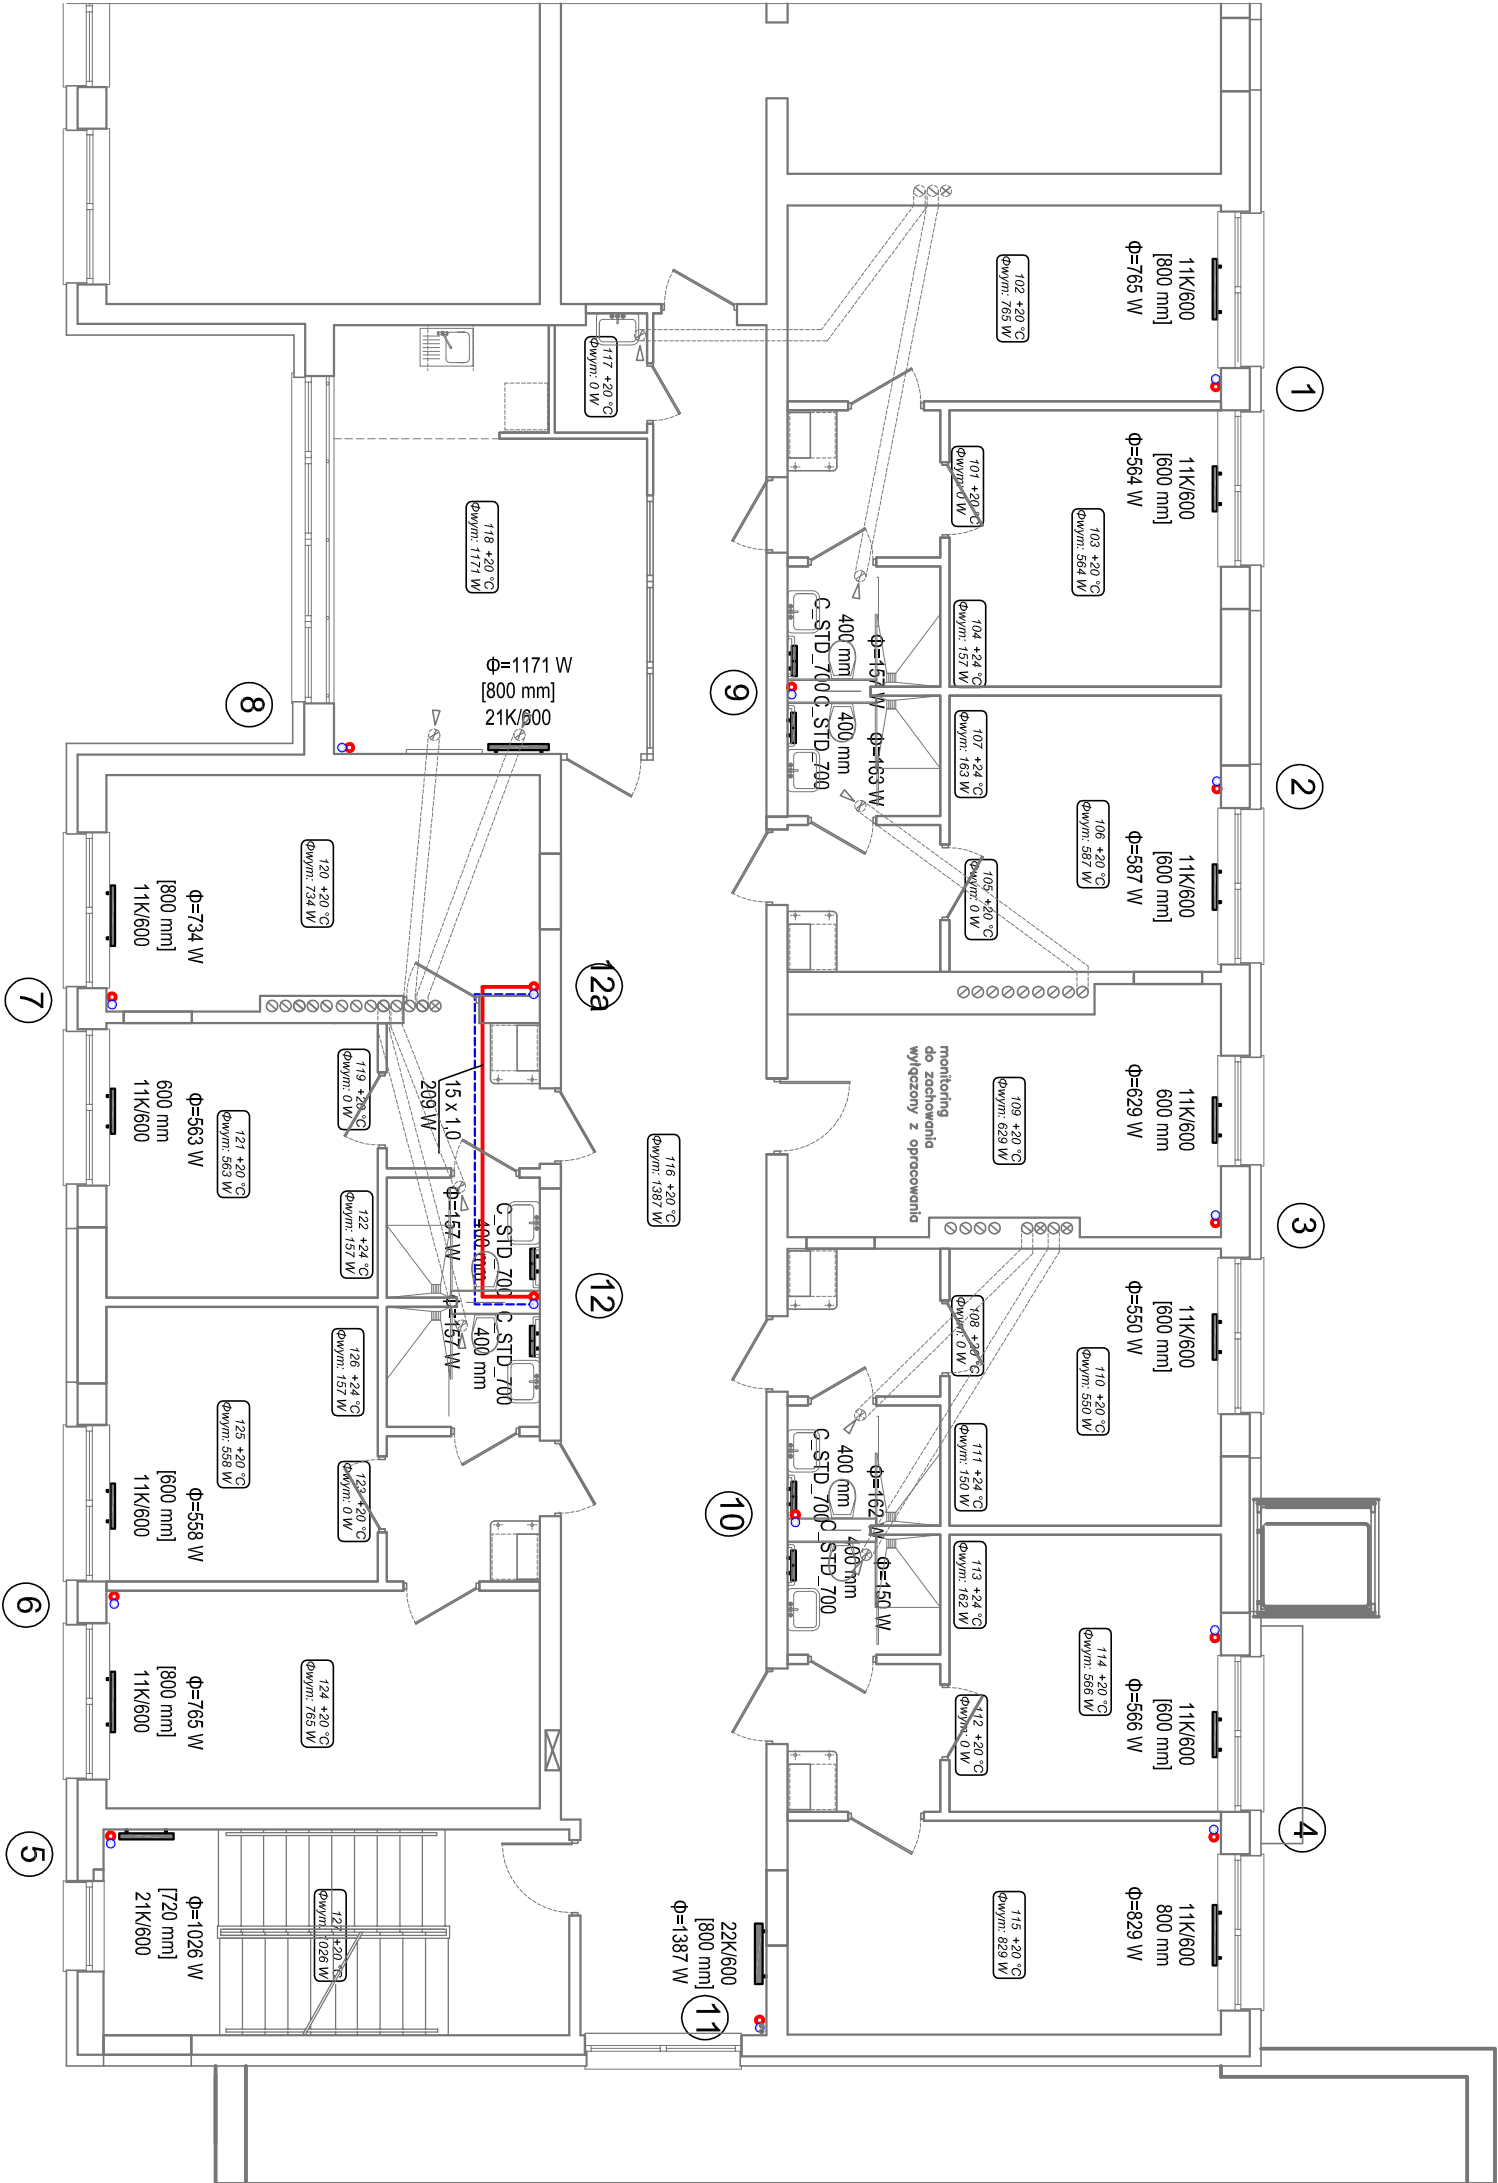 11K/600
[800 mm]
Φ=765 W
102 +20 °C
Φwym: 765 W
1
11K/600
[600 mm]
Φ=564 W
103 +20 °C
Φwym: 564 W
101 +20 °C
Φwym: 0 W
104 +24 °C
Φwym: 157 W
Φ=157 W
400 mm
C_STD_700
9
107 +24 °C
Φwym: 163 W
Φ=163 W
400 mm
C_STD_700
2
11K/600
[600 mm]
Φ=587 W
106 +20 °C
Φwym: 587 W
105 +20 °C
Φwym: 0 W
11K/600
600 mm
Φ=629 W
109 +20 °C
Φwym: 629 W
monitoring
do zachowania
wyłączony z opracowania
3
11K/600
[600 mm]
Φ=550 W
110 +20 °C
Φwym: 550 W
108 +20 °C
Φwym: 0 W
111 +24 °C
Φwym: 150 W
Φ=162 W
400 mm
C_STD_700
10
113 +24 °C
Φwym: 162 W
Φ=150 W
400 mm
C_STD_700
11K/600
[600 mm]
Φ=566 W
114 +20 °C
Φwym: 566 W
112 +20 °C
Φwym: 0 W
4
11K/600
800 mm
Φ=829 W
115 +20 °C
Φwym: 829 W
22K/600
[800 mm]
Φ=1387 W
11
116 +20 °C
Φwym: 1387 W
117 +20 °C
Φwym: 0 W
118 +20 °C
Φwym: 1171 W
Φ=1171 W
[800 mm]
21K/600
8
120 +20 °C
Φwym: 734 W
Φ=734 W
[800 mm]
11K/600
7
12a
15 x 1,0
209 W
119 +20 °C
Φwym: 0 W
121 +20 °C
Φwym: 563 W
Φ=563 W
600 mm
11K/600
122 +24 °C
Φwym: 157 W
C_STD_700
400 mm
Φ=157 W
12
C_STD_700
400 mm
Φ=157 W
126 +24 °C
Φwym: 157 W
125 +20 °C
Φwym: 558 W
123 +20 °C
Φwym: 0 W
Φ=558 W
[600 mm]
11K/600
6
124 +20 °C
Φwym: 765 W
Φ=765 W
[800 mm]
11K/600
5
127 +20 °C
Φwym: 1026 W
Φ=1026 W
[720 mm]
21K/600